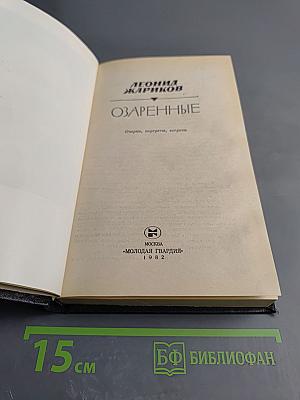 ЛЕОНИД
ЖАРИКОВ
ОЗАРЕННЫЕ
Очерки, портреты, встречи
МОСКВА
«МОЛОДАЯ ГВАРДИЯ»
1982
15 см
БФ БИБЛИОФАН